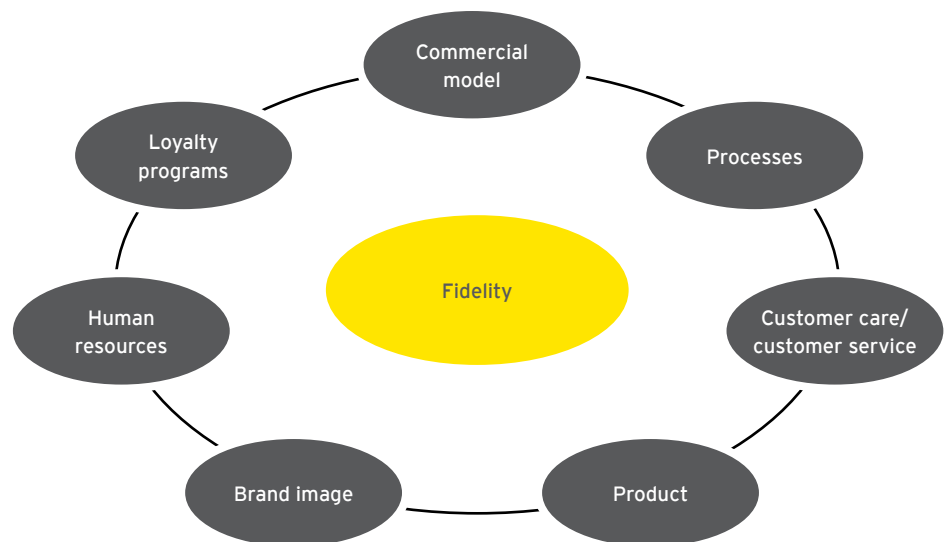 Commercial
model
Loyalty
programs
Processes
Fidelity
Human
resources
Customer care/
customer service
Brand image
Product